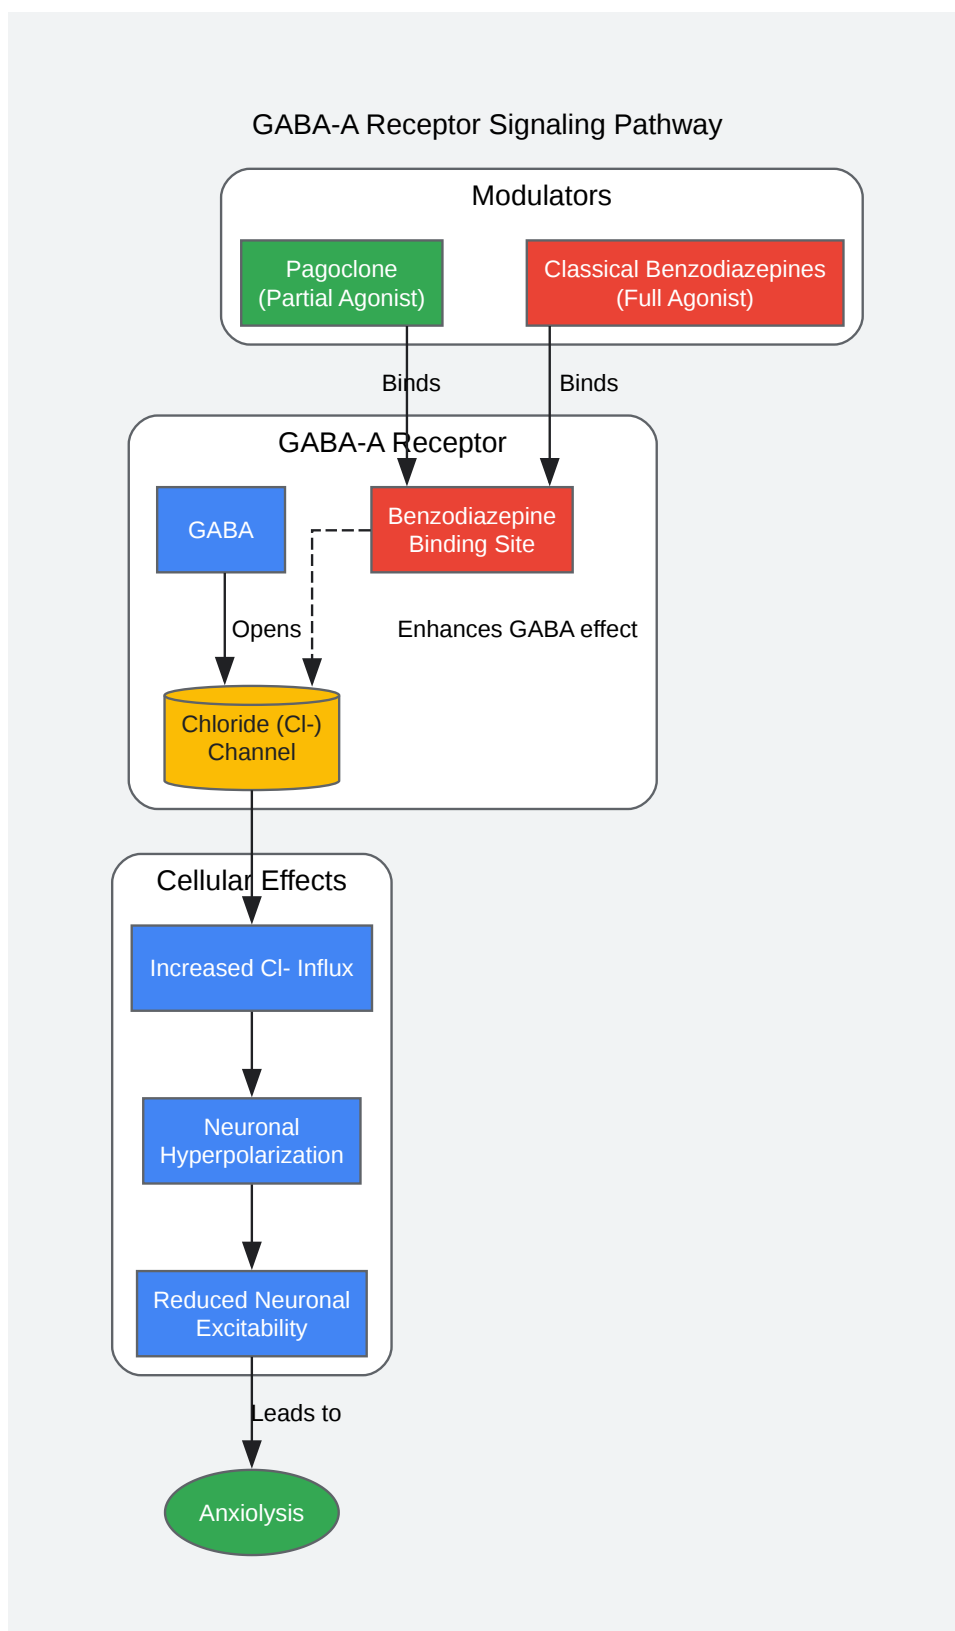 GABA-A Receptor Signaling Pathway
Modulators
Pagoclone
(Partial Agonist)
Classical Benzodiazepines
(Full Agonist)
Binds
Binds
GABA-A Receptor
GABA
Benzodiazepine
Binding Site
Opens
Enhances GABA effect
Chloride (Cl-)
Channel
Cellular Effects
Increased Cl- Influx
Neuronal
Hyperpolarization
Reduced Neuronal
Excitability
Leads to
Anxiolysis